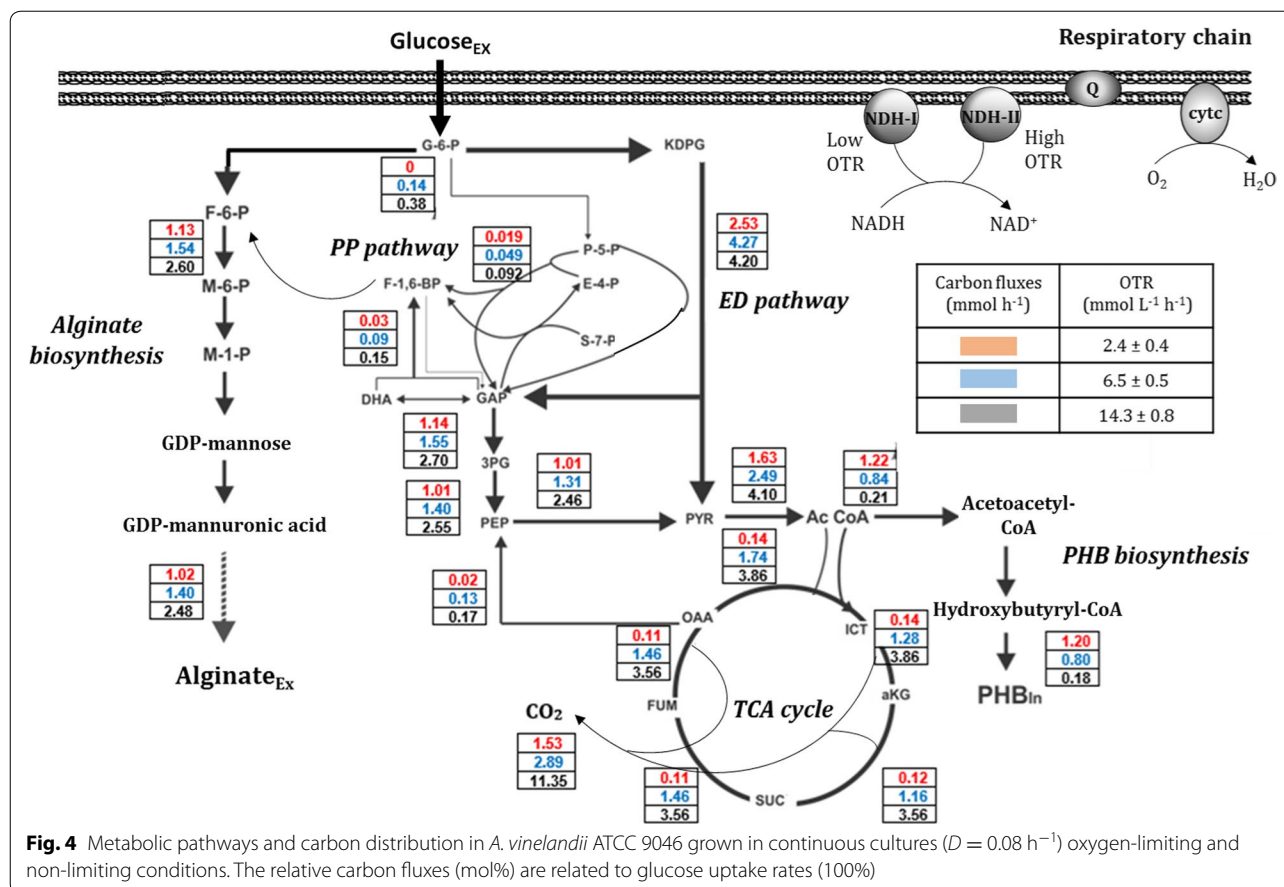 Glucose EX
Respiratory chain
Q
NDH-I
NDH-II
cytc
Low
OTR
High
OTR
O₂
H₂O
NADH
NAD⁺
G-6-P
KDPG
0
0.14
0.38
F-6-P
1.13
1.54
2.60
PP pathway
0.019
0.049
0.092
P-5-P
2.53
4.27
4.20
M-6-P
F-1,6-BP
E-4-P
ED pathway
Carbon fluxes
(mmol h⁻¹)
OTR
(mmol L⁻¹ h⁻¹)
2.4 ± 0.4
6.5 ± 0.5
14.3 ± 0.8
Alginate
biosynthesis
0.03
0.09
0.15
S-7-P
M-1-P
DHA
GAP
GDP-mannose
1.14
1.55
2.70
3PG
1.01
1.31
2.46
1.63
2.49
4.10
1.22
0.84
0.21
GDP-mannuronic acid
1.01
1.40
2.55
PEP
PYR
Ac CoA
Acetoacetyl-
CoA
0.14
1.74
3.86
PHB biosynthesis
1.02
1.40
2.48
0.02
0.13
0.17
OAA
ICT
0.14
1.28
3.86
Hydroxybutyryl-CoA
1.20
0.80
0.18
Alginate Ex
0.11
1.46
3.56
FUM
TCA cycle
aKG
PHB In
CO₂
1.53
2.89
11.35
0.11
1.46
3.56
SUC
0.12
1.16
3.56
Fig. 4 Metabolic pathways and carbon distribution in A. vinelandii ATCC 9046 grown in continuous cultures (D = 0.08 h⁻¹) oxygen-limiting and
non-limiting conditions. The relative carbon fluxes (mol%) are related to glucose uptake rates (100%)